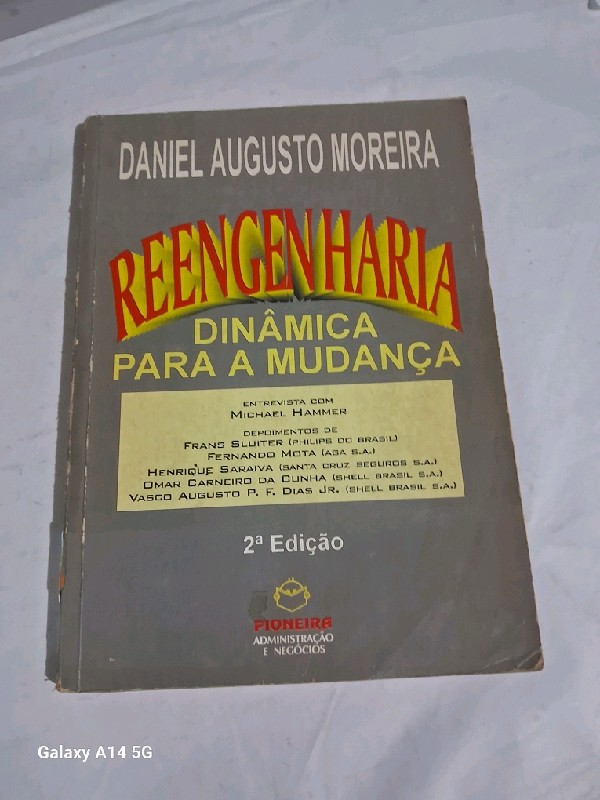 DANIEL AUGUSTO MOREIRA
REENGENHARIA
DINÂMICA
PARA A MUDANÇA
ENTREVISTA COM
MICHAEL HAMMER
DEPOIMENTOS DE
FRANS SLUITER (PHILIPS DO BRASIL)
FERNANDO MOTA (AGA S.A.)
HENRIQUE SARAIVA (SANTA CRUZ SEGUROS S.A.)
OMAR CARNEIRO DA CUNHA (SHELL BRASIL S.A.)
VASCO AUGUSTO P. F. DIAS JR. (SHELL BRASIL S.A.)
2ª Edição
PIONEIRA
ADMINISTRAÇÃO
E NEGÓCIOS
Galaxy A14 5G